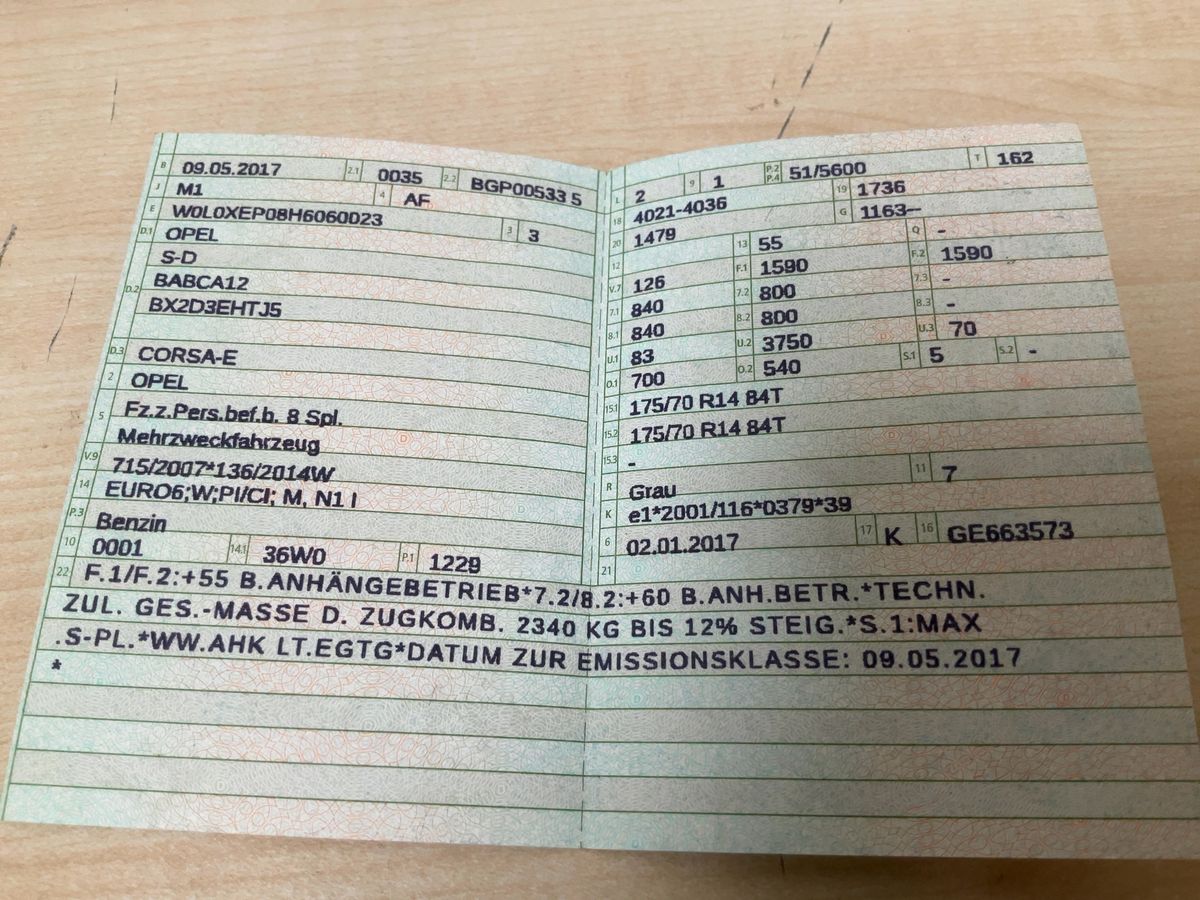 B 09.05.2017 2.1 0035 2.2 BGP00533 5
J M1 4 AF
E W0L0XEP08H6060023 3 3
D.1 OPEL
D.2 S-D
BABCA12
BX2D3EHTJ5
D.3 CORSA-E
2 OPEL
5 Fz.z.Pers.bef.b. 8 Spl.
Mehrzweckfahrzeug
V.9 715/2007*136/2014W
14 EURO6;W;PI/CI; M, N1 I
P.3 Benzin
10 0001 14.1 36W0 P.1 1229
L 2 9 1 P.2 P.4 51/5600 T 162
18 4021-4036 19 1736
20 1479 G 1163--
12 13 55 Q -
V.7 126 F.1 1590 F.2 1590
7.1 840 7.2 800 7.3 -
8.1 840 8.2 800 8.3 -
U.1 83 U.2 3750 U.3 70
O.1 700 O.2 540 S.1 5 S.2 -
15.1 175/70 R14 84T
15.2 175/70 R14 84T
15.3 -
R Grau 11 7
K e1*2001/116*0379*39
6 02.01.2017 17 K 16 GE663573
21
22 F.1/F.2:+55 B.ANHÄNGEBETRIEB*7.2/8.2:+60 B.ANH.BETR.*TECHN.
ZUL. GES.-MASSE D. ZUGKOMB. 2340 KG BIS 12% STEIG.*S.1:MAX
.S-PL.*WW.AHK LT.EGTG*DATUM ZUR EMISSIONSKLASSE: 09.05.2017
*